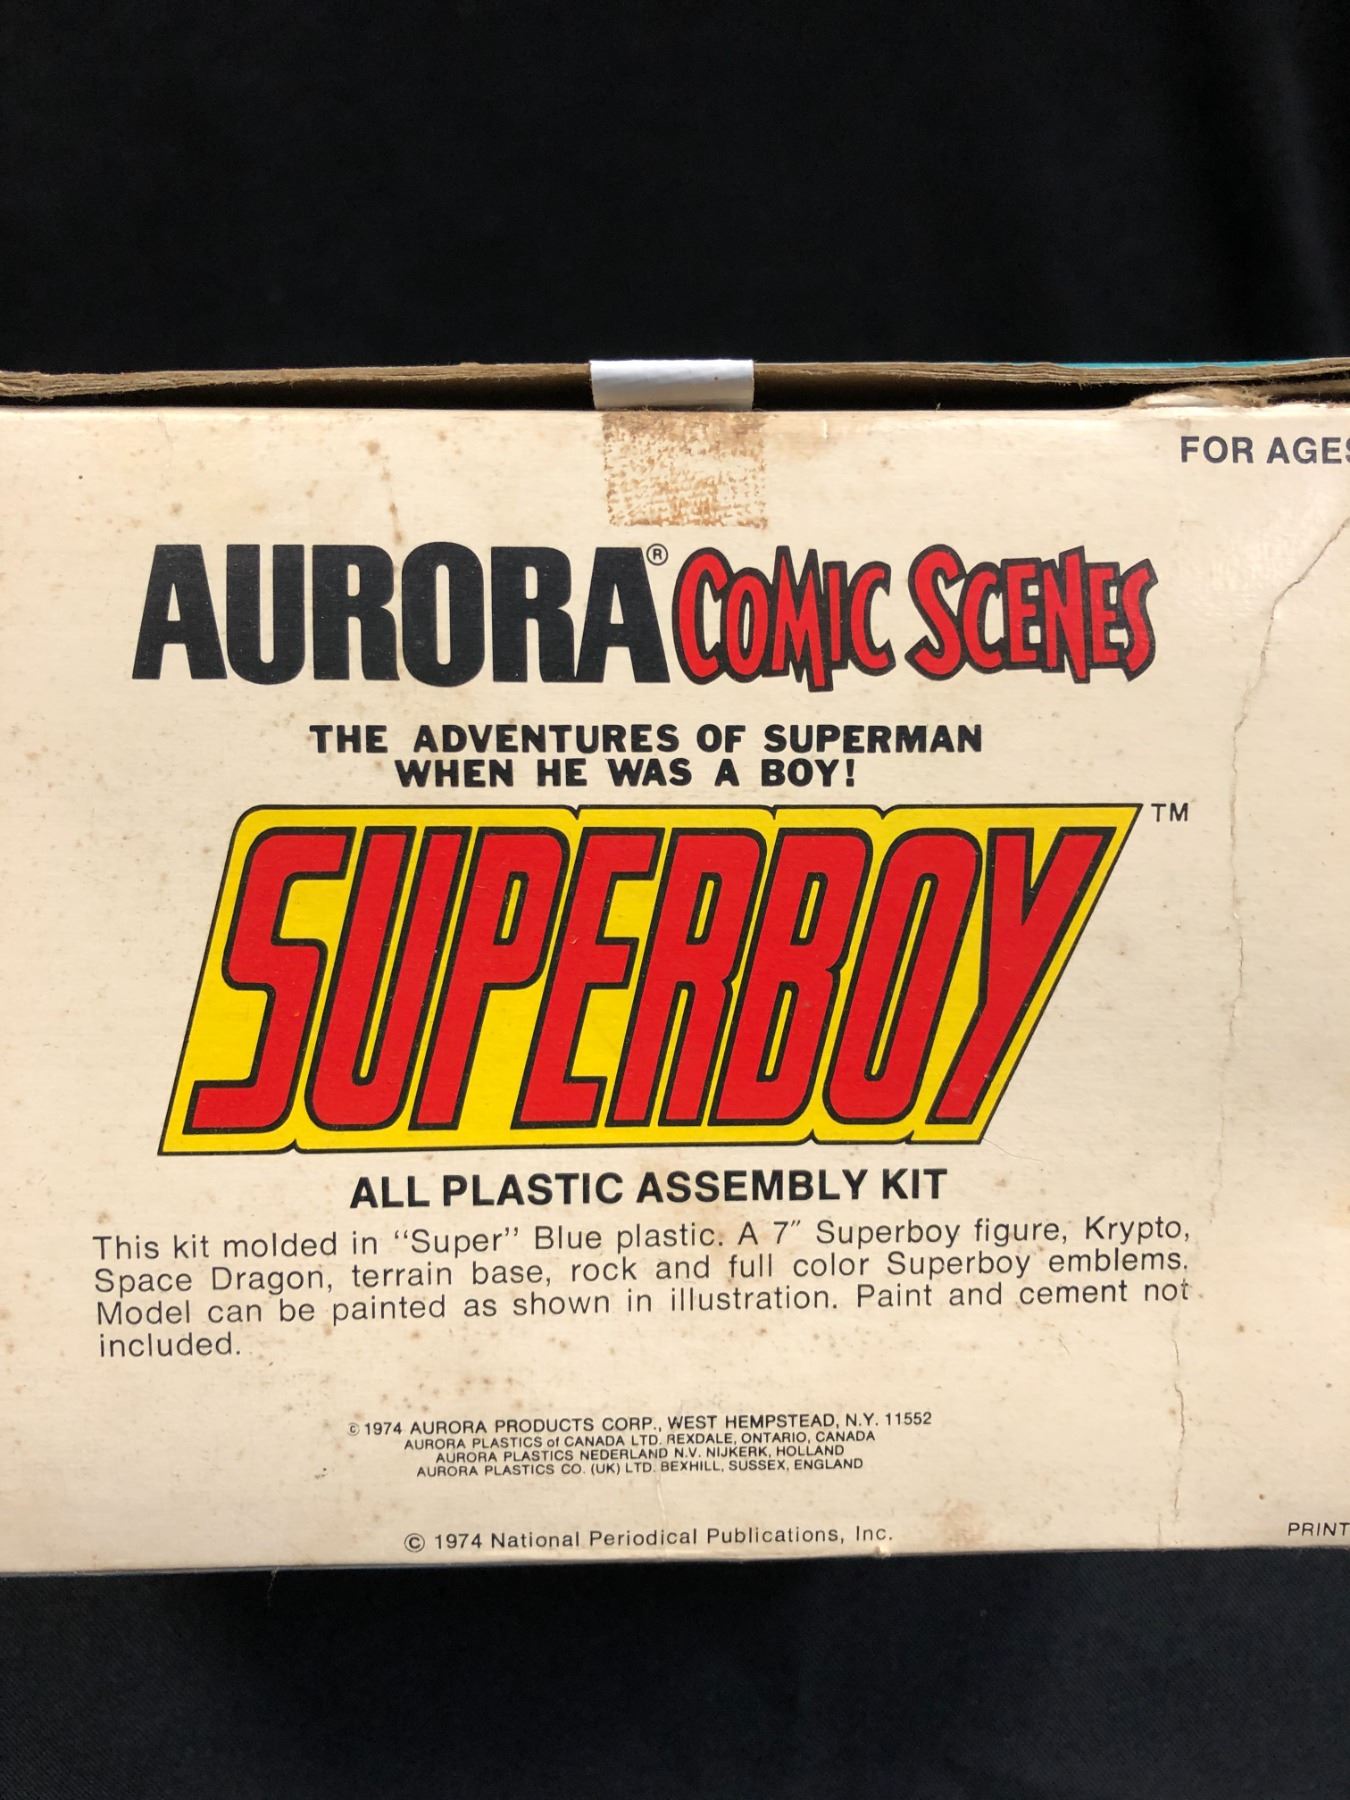 FOR AGES
AURORA® COMIC SCENES
THE ADVENTURES OF SUPERMAN
WHEN HE WAS A BOY!
SUPERBOY™
ALL PLASTIC ASSEMBLY KIT
This kit molded in “Super” Blue plastic. A 7″ Superboy figure, Krypto,
Space Dragon, terrain base, rock and full color Superboy emblems.
Model can be painted as shown in illustration. Paint and cement not
included.
© 1974 AURORA PRODUCTS CORP., WEST HEMPSTEAD, N.Y. 11552
AURORA PLASTICS of CANADA LTD. REXDALE, ONTARIO, CANADA
AURORA PLASTICS NEDERLAND N.V. NIJKERK, HOLLAND
AURORA PLASTICS CO. (UK) LTD. BEXHILL, SUSSEX, ENGLAND
© 1974 National Periodical Publications, Inc.
PRINT